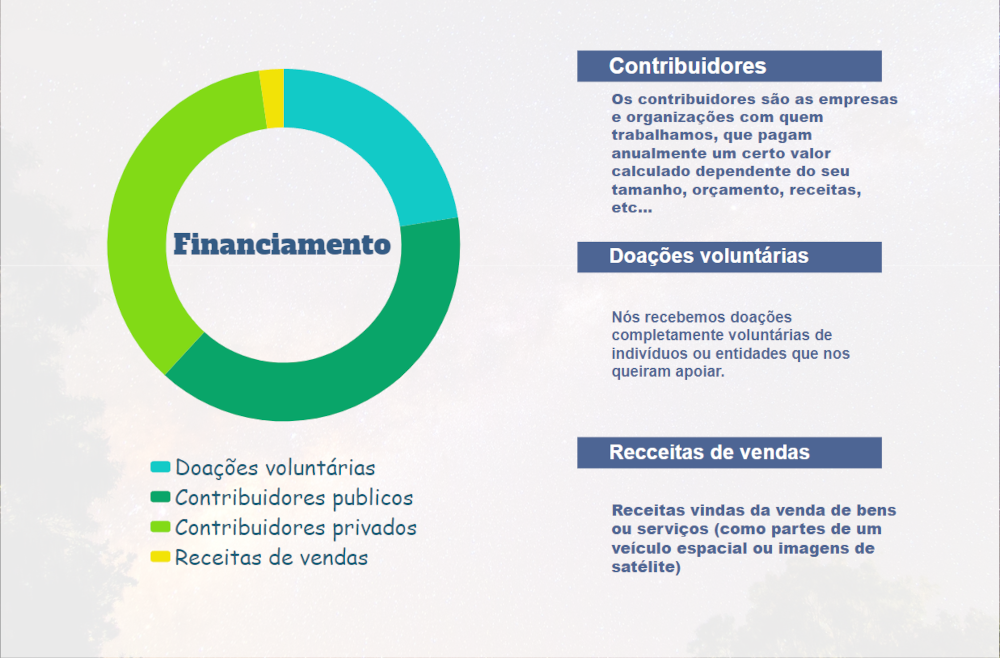 Financiamento
Doações voluntárias
Contribuidores publicos
Contribuidores privados
Receitas de vendas
Contribuidores
Os contribuidores são as empresas
e organizações com quem
trabalhamos, que pagam
anualmente um certo valor
calculado dependente do seu
tamanho, orçamento, receitas,
etc...
Doações voluntárias
Nós recebemos doações
completamente voluntárias de
indivíduos ou entidades que nos
queiram apoiar.
Recceitas de vendas
Receitas vindas da venda de bens
ou serviços (como partes de um
veículo espacial ou imagens de
satélite)